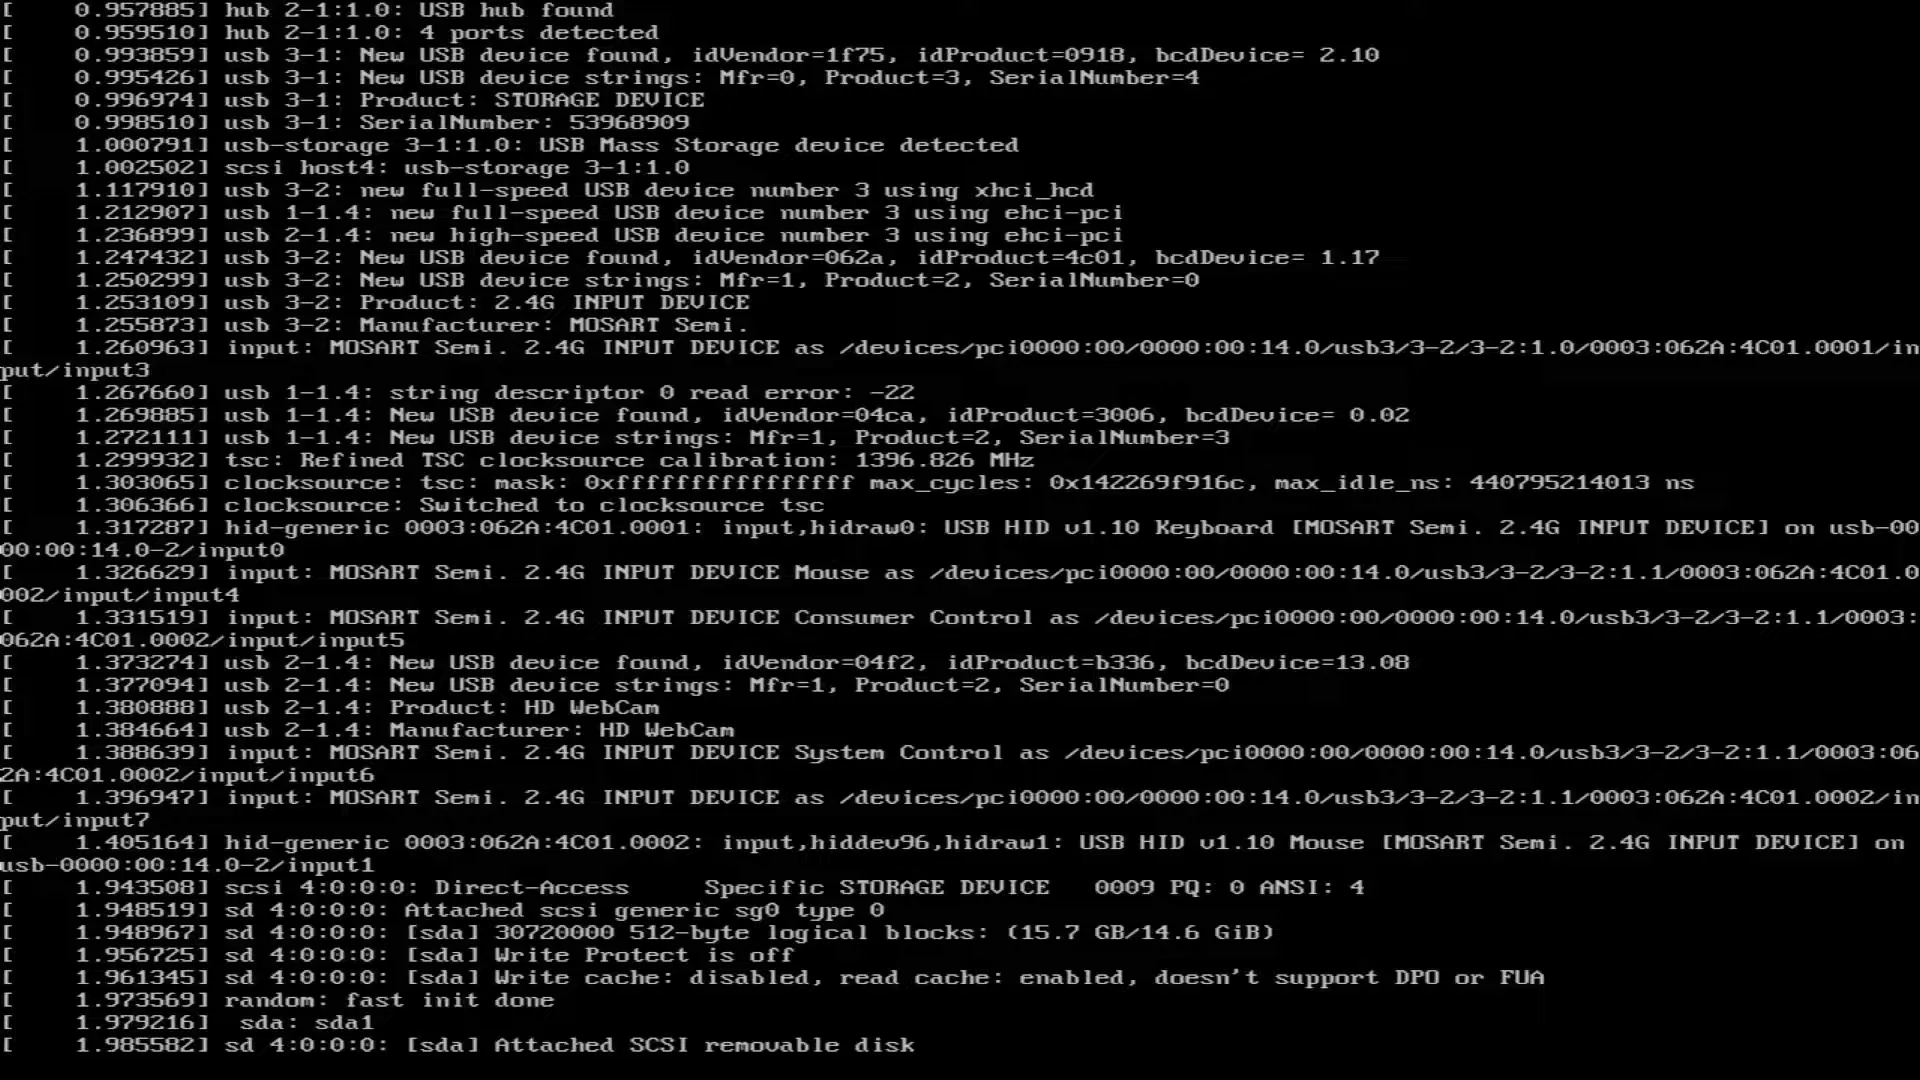 [    0.957885] hub 2-1:1.0: USB hub found
[    0.959510] hub 2-1:1.0: 4 ports detected
[    0.993859] usb 3-1: New USB device found, idVendor=1f75, idProduct=0918, bcdDevice= 2.10
[    0.995426] usb 3-1: New USB device strings: Mfr=0, Product=3, SerialNumber=4
[    0.996974] usb 3-1: Product: STORAGE DEVICE
[    0.998510] usb 3-1: SerialNumber: 53968909
[    1.000791] usb-storage 3-1:1.0: USB Mass Storage device detected
[    1.002502] scsi host4: usb-storage 3-1:1.0
[    1.117910] usb 3-2: new full-speed USB device number 3 using xhci_hcd
[    1.212907] usb 1-1.4: new full-speed USB device number 3 using ehci-pci
[    1.236899] usb 2-1.4: new high-speed USB device number 3 using ehci-pci
[    1.247432] usb 3-2: New USB device found, idVendor=062a, idProduct=4c01, bcdDevice= 1.17
[    1.250299] usb 3-2: New USB device strings: Mfr=1, Product=2, SerialNumber=0
[    1.253109] usb 3-2: Product: 2.4G INPUT DEVICE
[    1.255873] usb 3-2: Manufacturer: MOSART Semi.
[    1.260963] input: MOSART Semi. 2.4G INPUT DEVICE as /devices/pci0000:00/0000:00:14.0/usb3/3-2/3-2:1.0/0003:062A:4C01.0001/in
put/input3
[    1.267660] usb 1-1.4: string descriptor 0 read error: -22
[    1.269885] usb 1-1.4: New USB device found, idVendor=04ca, idProduct=3006, bcdDevice= 0.02
[    1.272111] usb 1-1.4: New USB device strings: Mfr=1, Product=2, SerialNumber=3
[    1.299932] tsc: Refined TSC clocksource calibration: 1396.826 MHz
[    1.303065] clocksource: tsc: mask: 0xffffffffffffffff max_cycles: 0x142269f916c, max_idle_ns: 440795214013 ns
[    1.306366] clocksource: Switched to clocksource tsc
[    1.317287] hid-generic 0003:062A:4C01.0001: input,hidraw0: USB HID v1.10 Keyboard [MOSART Semi. 2.4G INPUT DEVICE] on usb-00
00:00:14.0-2/input0
[    1.326629] input: MOSART Semi. 2.4G INPUT DEVICE Mouse as /devices/pci0000:00/0000:00:14.0/usb3/3-2/3-2:1.1/0003:062A:4C01.0
002/input/input4
[    1.331519] input: MOSART Semi. 2.4G INPUT DEVICE Consumer Control as /devices/pci0000:00/0000:00:14.0/usb3/3-2/3-2:1.1/0003:
062A:4C01.0002/input/input5
[    1.373274] usb 2-1.4: New USB device found, idVendor=04f2, idProduct=b336, bcdDevice=13.08
[    1.377094] usb 2-1.4: New USB device strings: Mfr=1, Product=2, SerialNumber=0
[    1.380888] usb 2-1.4: Product: HD WebCam
[    1.384664] usb 2-1.4: Manufacturer: HD WebCam
[    1.388639] input: MOSART Semi. 2.4G INPUT DEVICE System Control as /devices/pci0000:00/0000:00:14.0/usb3/3-2/3-2:1.1/0003:06
2A:4C01.0002/input/input6
[    1.396947] input: MOSART Semi. 2.4G INPUT DEVICE as /devices/pci0000:00/0000:00:14.0/usb3/3-2/3-2:1.1/0003:062A:4C01.0002/in
put/input7
[    1.405164] hid-generic 0003:062A:4C01.0002: input,hiddev96,hidraw1: USB HID v1.10 Mouse [MOSART Semi. 2.4G INPUT DEVICE] on
usb-0000:00:14.0-2/input1
[    1.943508] scsi 4:0:0:0: Direct-Access     Specific STORAGE DEVICE   0009 PQ: 0 ANSI: 4
[    1.948519] sd 4:0:0:0: Attached scsi generic sg0 type 0
[    1.948967] sd 4:0:0:0: [sda] 30720000 512-byte logical blocks: (15.7 GB/14.6 GiB)
[    1.956725] sd 4:0:0:0: [sda] Write Protect is off
[    1.961345] sd 4:0:0:0: [sda] Write cache: disabled, read cache: enabled, doesn't support DPO or FUA
[    1.973569] random: fast init done
[    1.979216]  sda: sda1
[    1.985582] sd 4:0:0:0: [sda] Attached SCSI removable disk